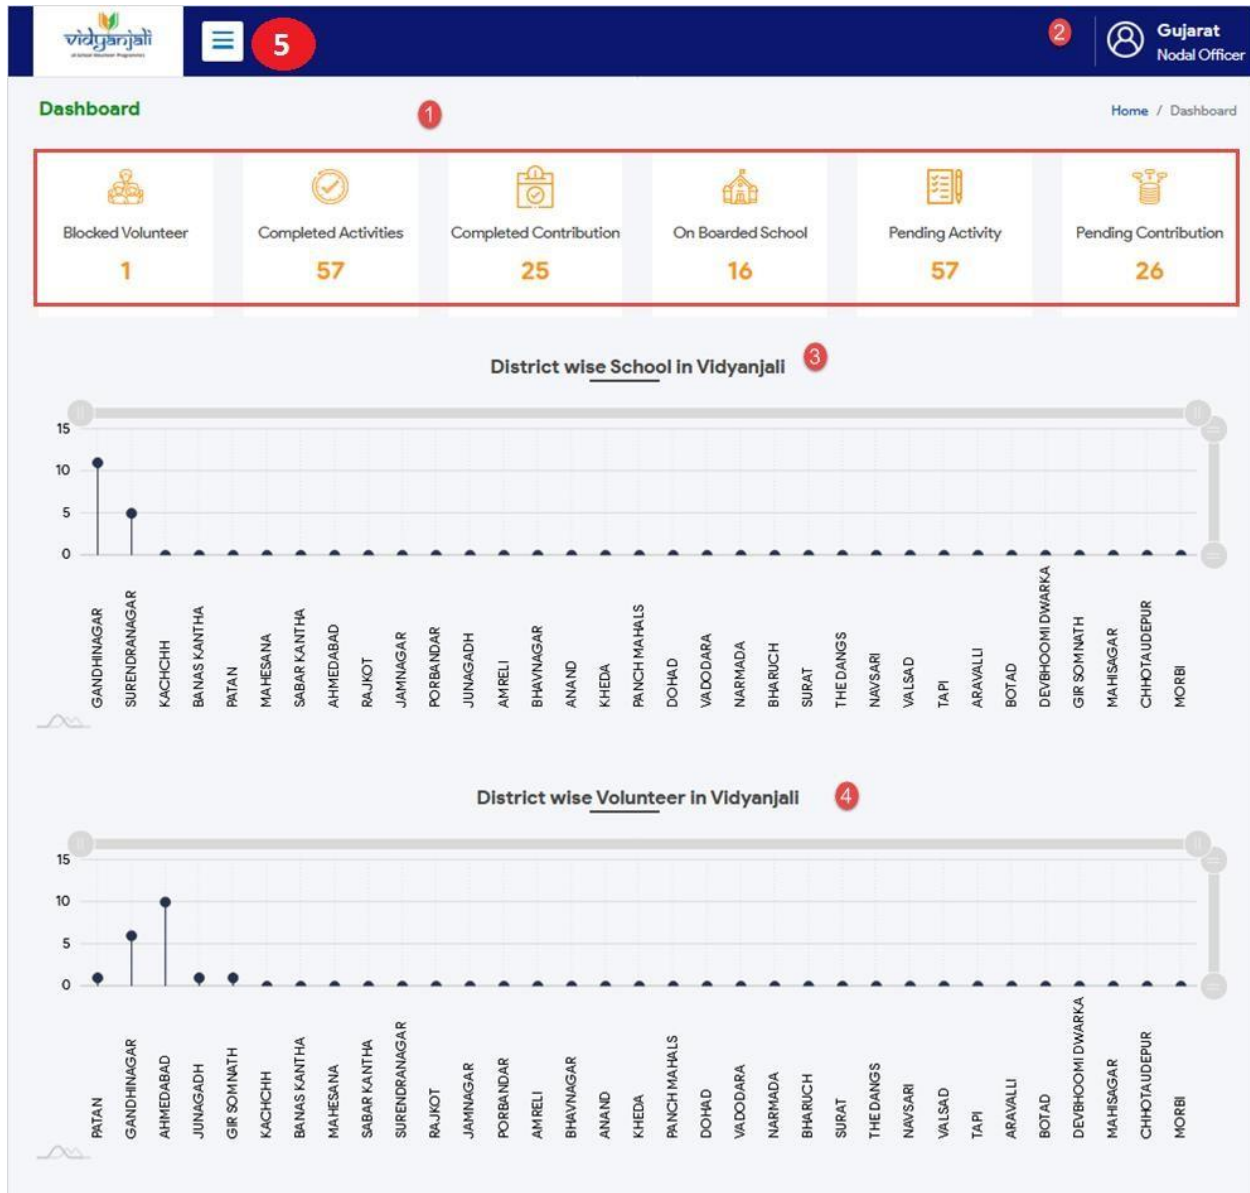 vidyanjali
5
2
Gujarat
Nodal Officer
Dashboard
1
Home / Dashboard
Blocked Volunteer
1
Completed Activities
57
Completed Contribution
25
On Boarded School
16
Pending Activity
57
Pending Contribution
26
District wise School in Vidyanjali
3
15
10
5
0
GANDHINAGAR
SURENDRANAGAR
KACHCHH
BANAS KANTHA
PATAN
MAHESANA
SABAR KANTHA
AHMEDABAD
RAJKOT
JAMNAGAR
PORBANDAR
JUNAGADH
AMRELI
BHAVNAGAR
ANAND
KHEDA
PANCH MAHALS
DOHAD
VADODARA
NARMADA
BHARUCH
SURAT
THE DANGS
NAVSARI
VALSAD
TAPI
ARAVALLI
BOTAD
DEVBHOOMI DWARKA
GIR SOMNATH
MAHISAGAR
CHHOTAUDEPUR
MORBI
District wise Volunteer in Vidyanjali
4
15
10
5
0
PATAN
GANDHINAGAR
AHMEDABAD
JUNAGADH
GIR SOMNATH
KACHCHH
BANAS KANTHA
MAHESANA
SABAR KANTHA
SURENDRANAGAR
RAJKOT
JAMNAGAR
PORBANDAR
AMRELI
BHAVNAGAR
ANAND
KHEDA
PANCH MAHALS
DOHAD
VADODARA
NARMADA
BHARUCH
SURAT
THE DANGS
NAVSARI
VALSAD
TAPI
ARAVALLI
BOTAD
DEVBHOOMI DWARKA
MAHISAGAR
CHHOTAUDEPUR
MORBI